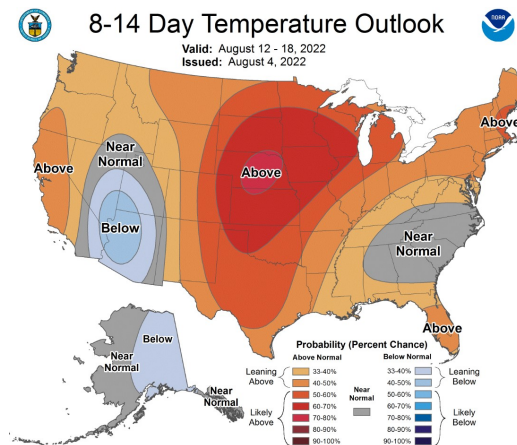 8-14 Day Temperature Outlook
NOAA
Valid: August 12 - 18, 2022
Issued: August 4, 2022
Above
Near
Normal
Above
Above
Below
Near
Normal
Above
Below
Near
Normal
Near
Normal
Probability (Percent Chance)
Above Normal
Below Normal
Leaning
Above
33-40%
40-50%
Likely
Above
50-60%
60-70%
70-80%
80-90%
90-100%
Near
Normal
33-40%
40-50%
Leaning
Below
50-60%
60-70%
70-80%
80-90%
90-100%
Likely
Below